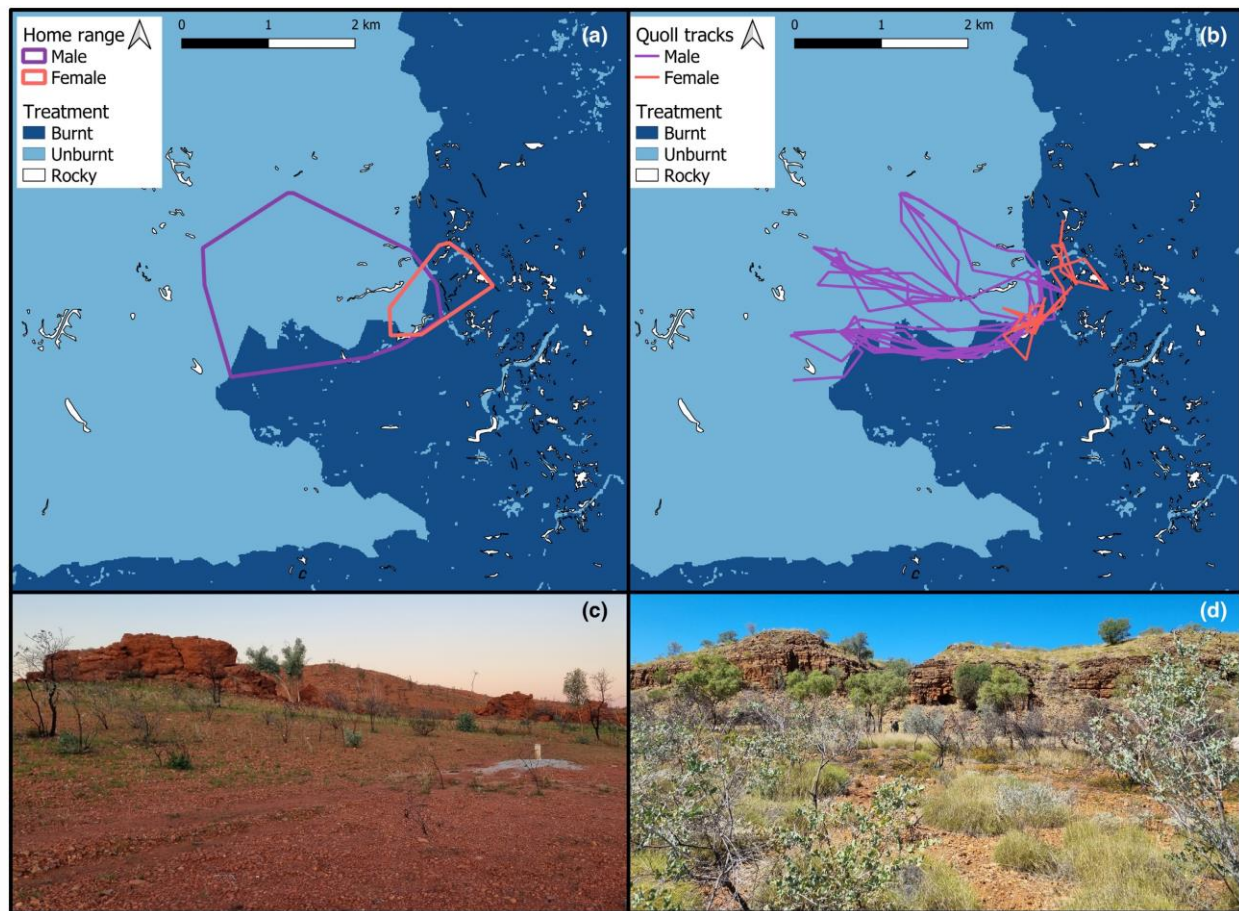 Home range
Male
Female
Treatment
Burnt
Unburnt
Rocky
0 1 2 km
(a)
Quoll tracks
Male
Female
Treatment
Burnt
Unburnt
Rocky
0 1 2 km
(b)
(c)
(d)